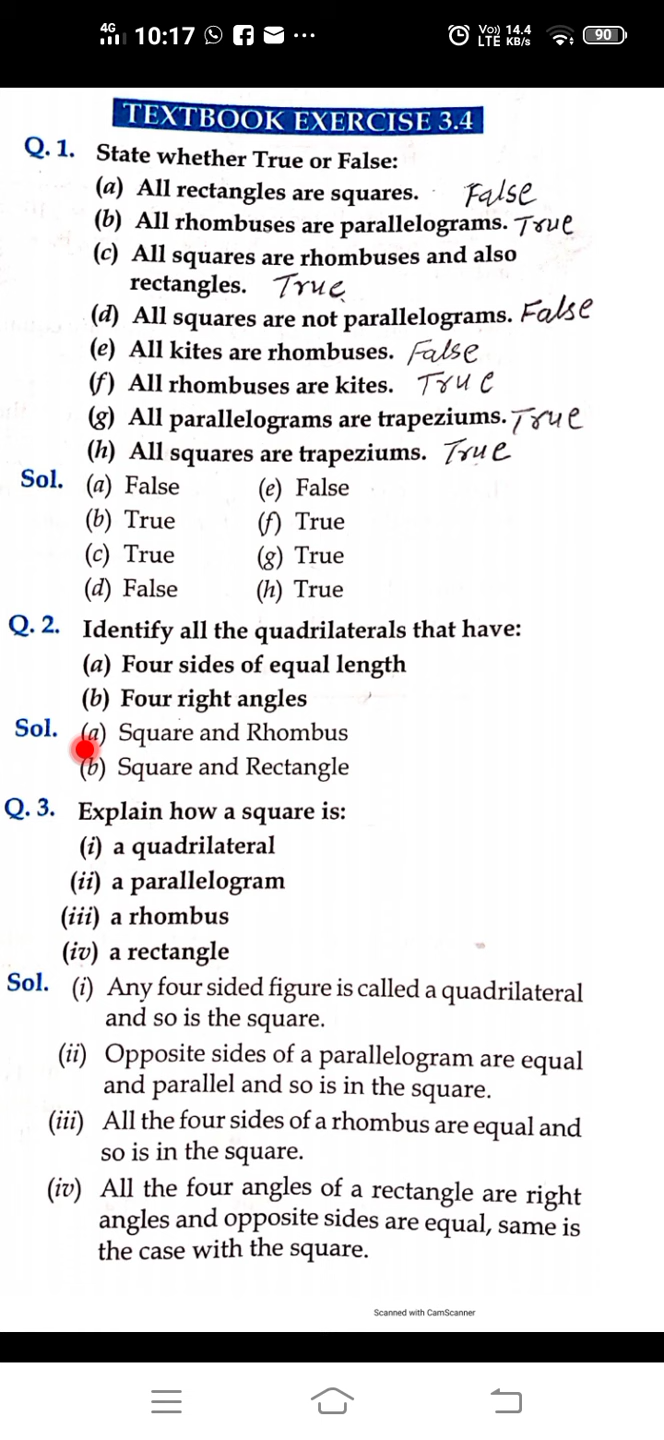 4G 10:17 ... Vo)) 14.4 LTE KB/s 90
TEXTBOOK EXERCISE 3.4
Q. 1. State whether True or False:
(a) All rectangles are squares. False
(b) All rhombuses are parallelograms. True
(c) All squares are rhombuses and also
rectangles. True
(d) All squares are not parallelograms. False
(e) All kites are rhombuses. False
(f) All rhombuses are kites. True
(g) All parallelograms are trapeziums. True
(h) All squares are trapeziums. True
Sol. (a) False (e) False
(b) True (f) True
(c) True (g) True
(d) False (h) True
Q. 2. Identify all the quadrilaterals that have:
(a) Four sides of equal length
(b) Four right angles
Sol. (a) Square and Rhombus
(b) Square and Rectangle
Q. 3. Explain how a square is:
(i) a quadrilateral
(ii) a parallelogram
(iii) a rhombus
(iv) a rectangle
Sol. (i) Any four sided figure is called a quadrilateral
and so is the square.
(ii) Opposite sides of a parallelogram are equal
and parallel and so is in the square.
(iii) All the four sides of a rhombus are equal and
so is in the square.
(iv) All the four angles of a rectangle are right
angles and opposite sides are equal, same is
the case with the square.
Scanned with CamScanner